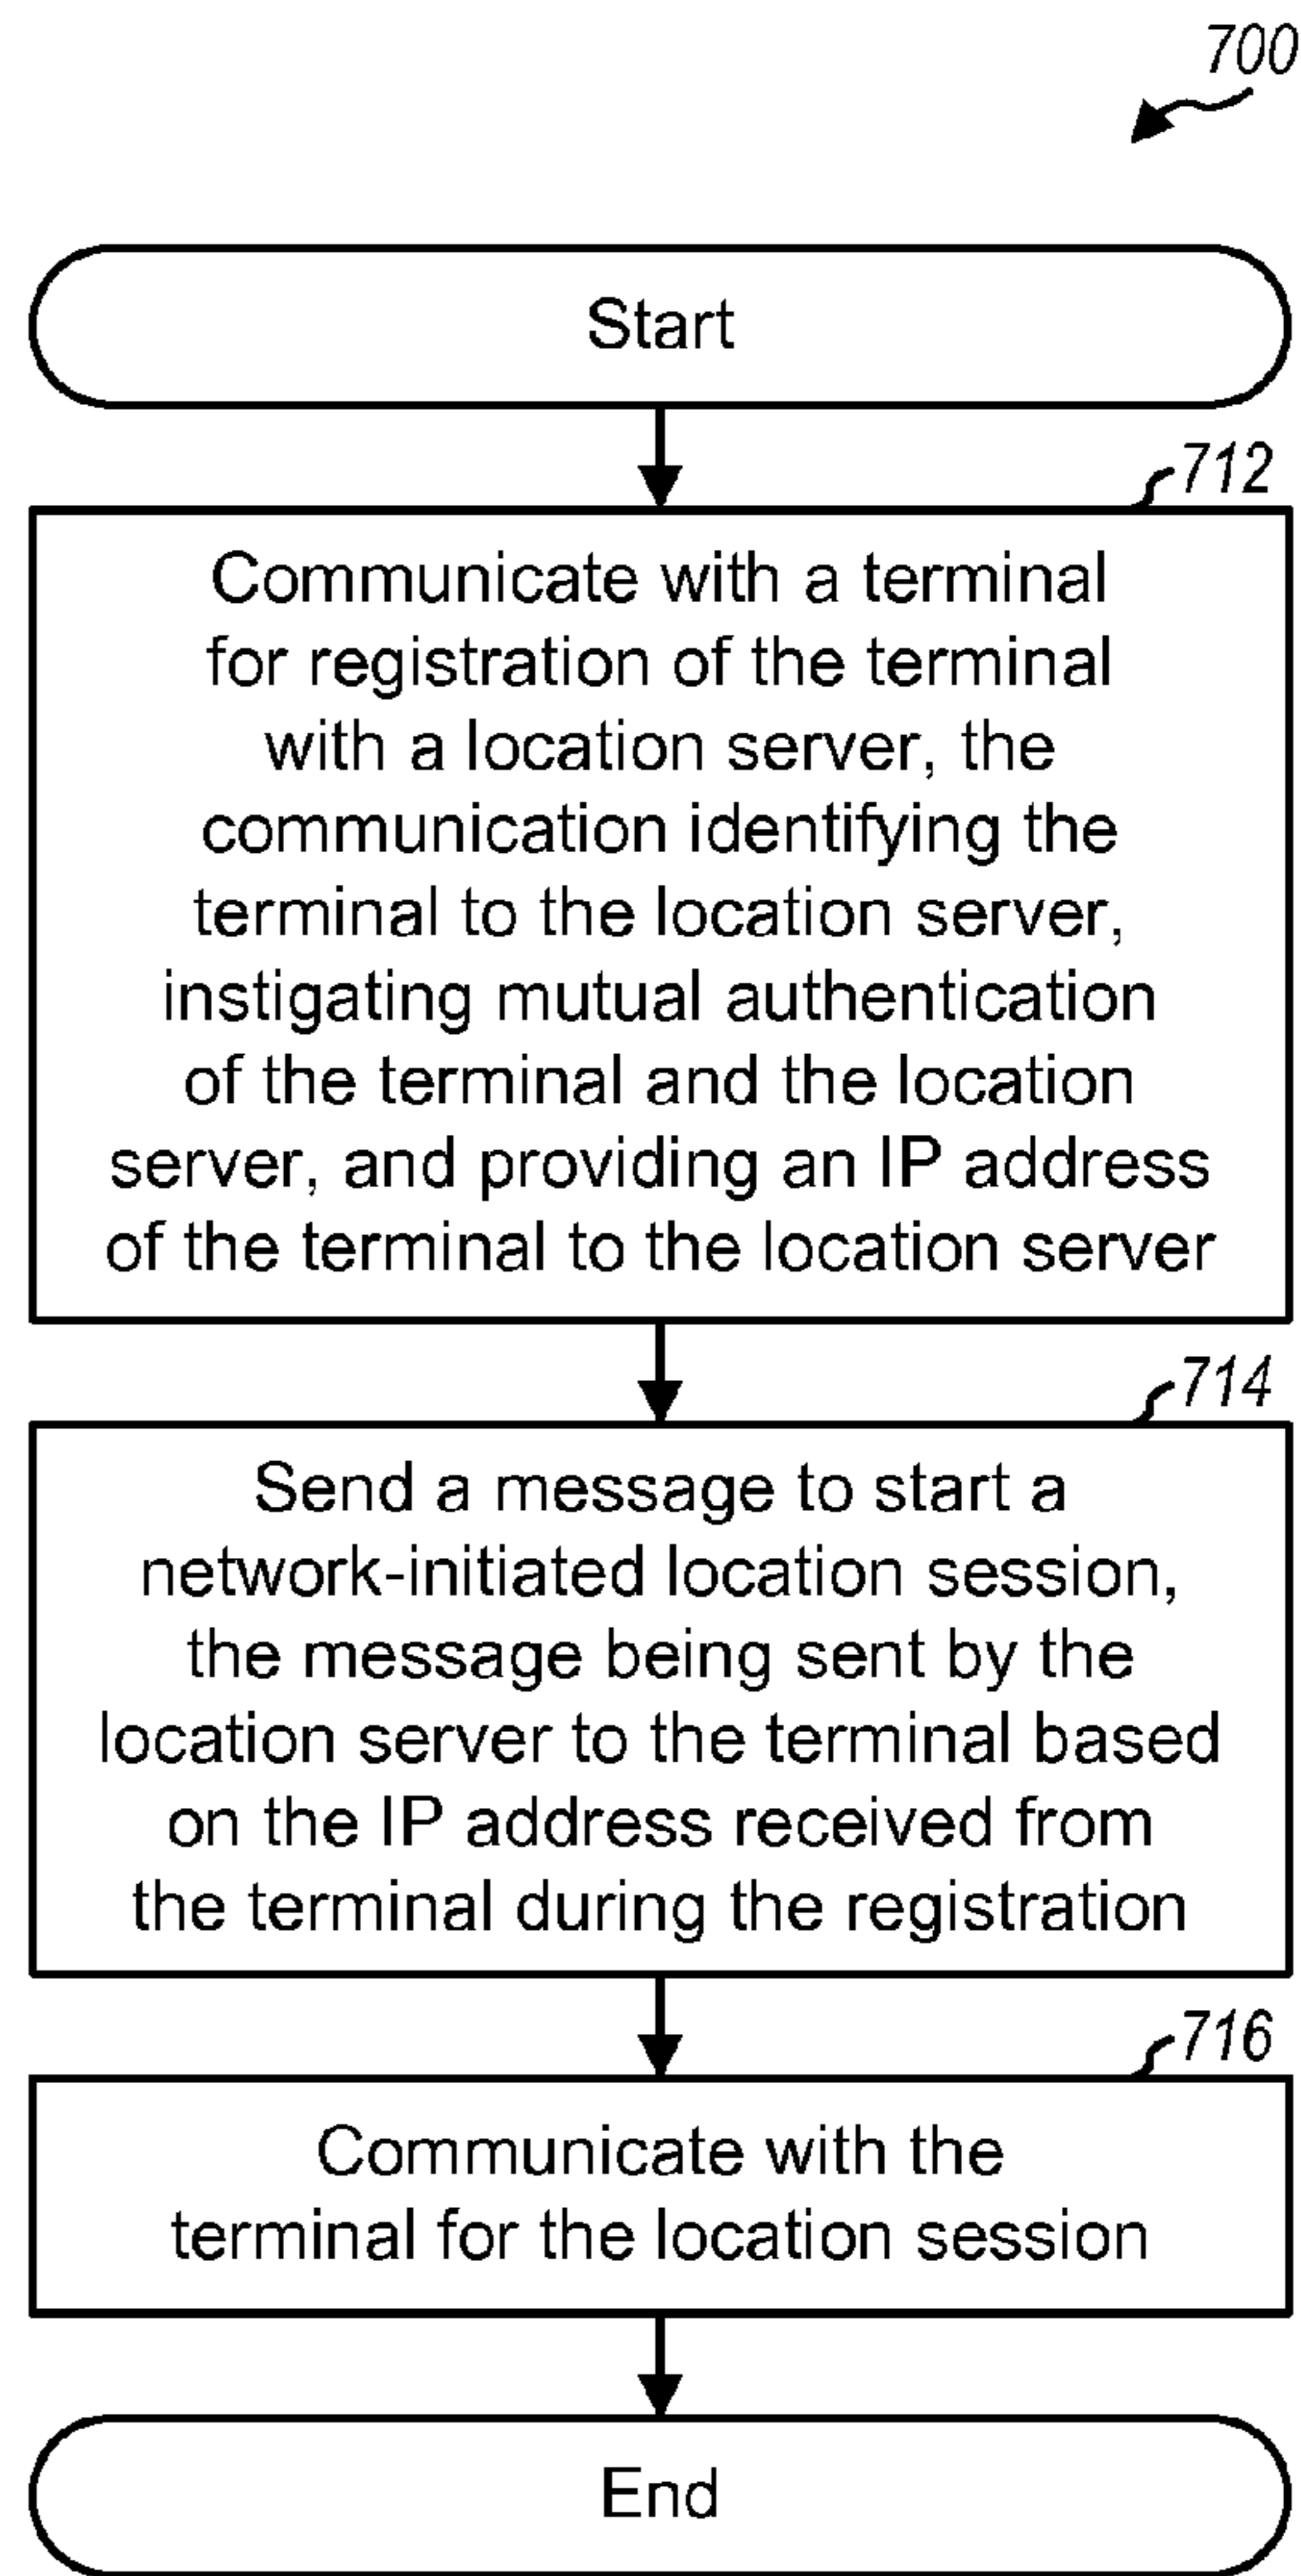 700
Start
712
Communicate with a terminal
for registration of the terminal
with a location server, the
communication identifying the
terminal to the location server,
instigating mutual authentication
of the terminal and the location
server, and providing an IP address
of the terminal to the location server
714
Send a message to start a
network-initiated location session,
the message being sent by the
location server to the terminal based
on the IP address received from
the terminal during the registration
716
Communicate with the
terminal for the location session
End